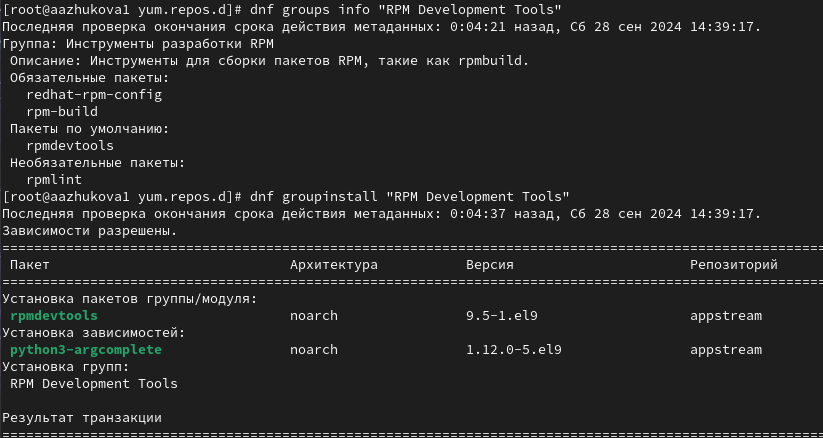 [root@aazhukova1 yum.repos.d]# dnf groups info "RPM Development Tools"
Последняя проверка окончания срока действия метаданных: 0:04:21 назад, Сб 28 сен 2024 14:39:17.
Группа: Инструменты разработки RPM
 Описание: Инструменты для сборки пакетов RPM, такие как rpmbuild.
 Обязательные пакеты:
   redhat-rpm-config
   rpm-build
 Пакеты по умолчанию:
   rpmdevtools
 Необязательные пакеты:
   rpmlint
[root@aazhukova1 yum.repos.d]# dnf groupinstall "RPM Development Tools"
Последняя проверка окончания срока действия метаданных: 0:04:37 назад, Сб 28 сен 2024 14:39:17.
Зависимости разрешены.
================================================================================
 Пакет                        Архитектура           Версия                      Репозиторий
================================================================================
Установка пакетов группы/модуля:
 rpmdevtools                  noarch                9.5-1.el9                   appstream
Установка зависимостей:
 python3-argcomplete          noarch                1.12.0-5.el9                appstream
Установка групп:
 RPM Development Tools

Результат транзакции
================================================================================